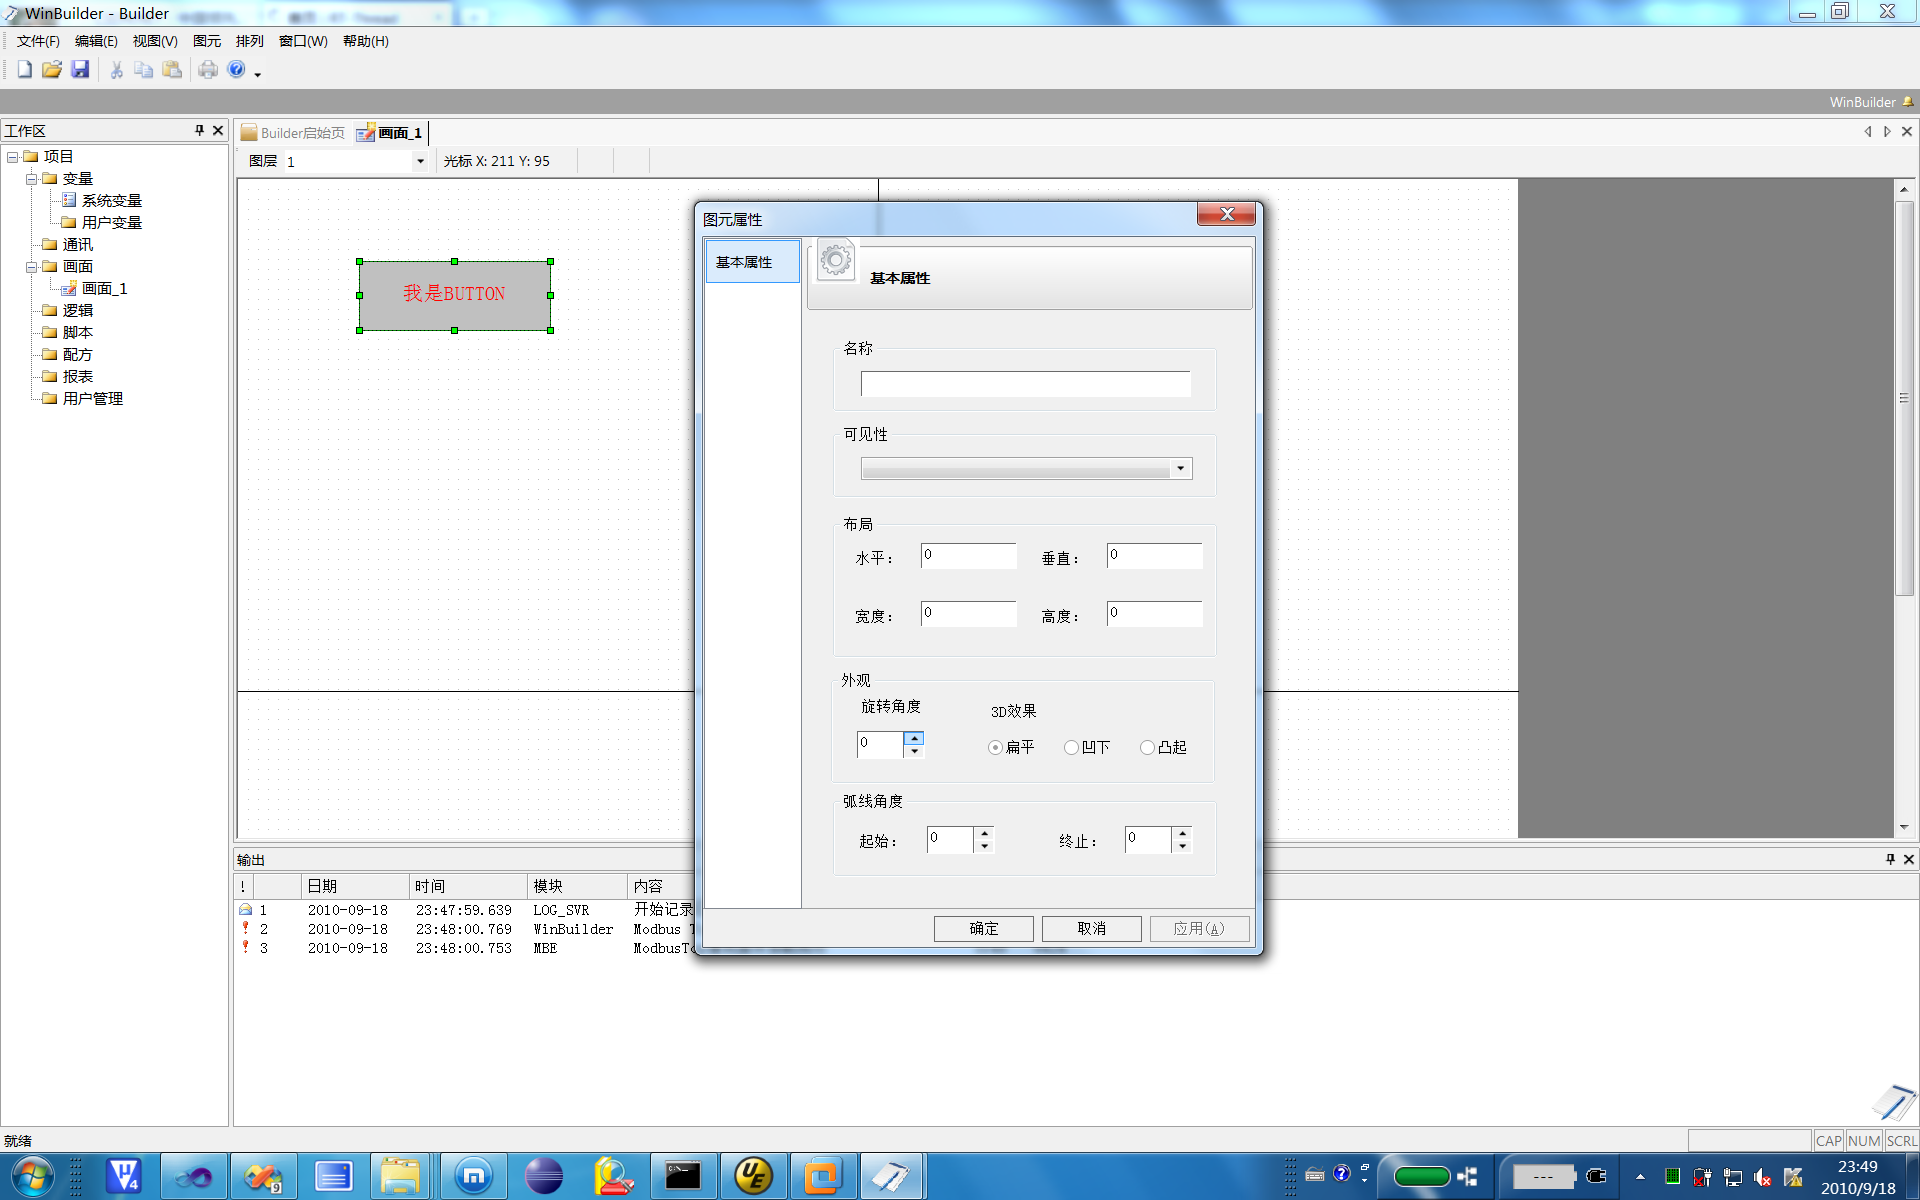 WinBuilder - Builder
文件(F) 编辑(E) 视图(V) 图元 排列 窗口(W) 帮助(H)
WinBuilder
工作区
Builder启始页 画面_1
图层 1 光标 X: 211 Y: 95
项目
变量
系统变量
用户变量
通讯
画面
画面_1
逻辑
脚本
配方
报表
用户管理
我是BUTTON
图元属性
基本属性
基本属性
名称
可见性
布局
水平： 0 垂直： 0
宽度： 0 高度： 0
外观
旋转角度 3D效果
0 扁平 凹下 凸起
弧线角度
起始： 0 终止： 0
确定 取消 应用(A)
输出
! 日期 时间 模块 内容
1 2010-09-18 23:47:59.639 LOG_SVR 开始记录
2 2010-09-18 23:48:00.769 WinBuilder Modbus
3 2010-09-18 23:48:00.753 MBE
就绪
CAP NUM SCRL
V4
9
UE
---
23:49
2010/9/18